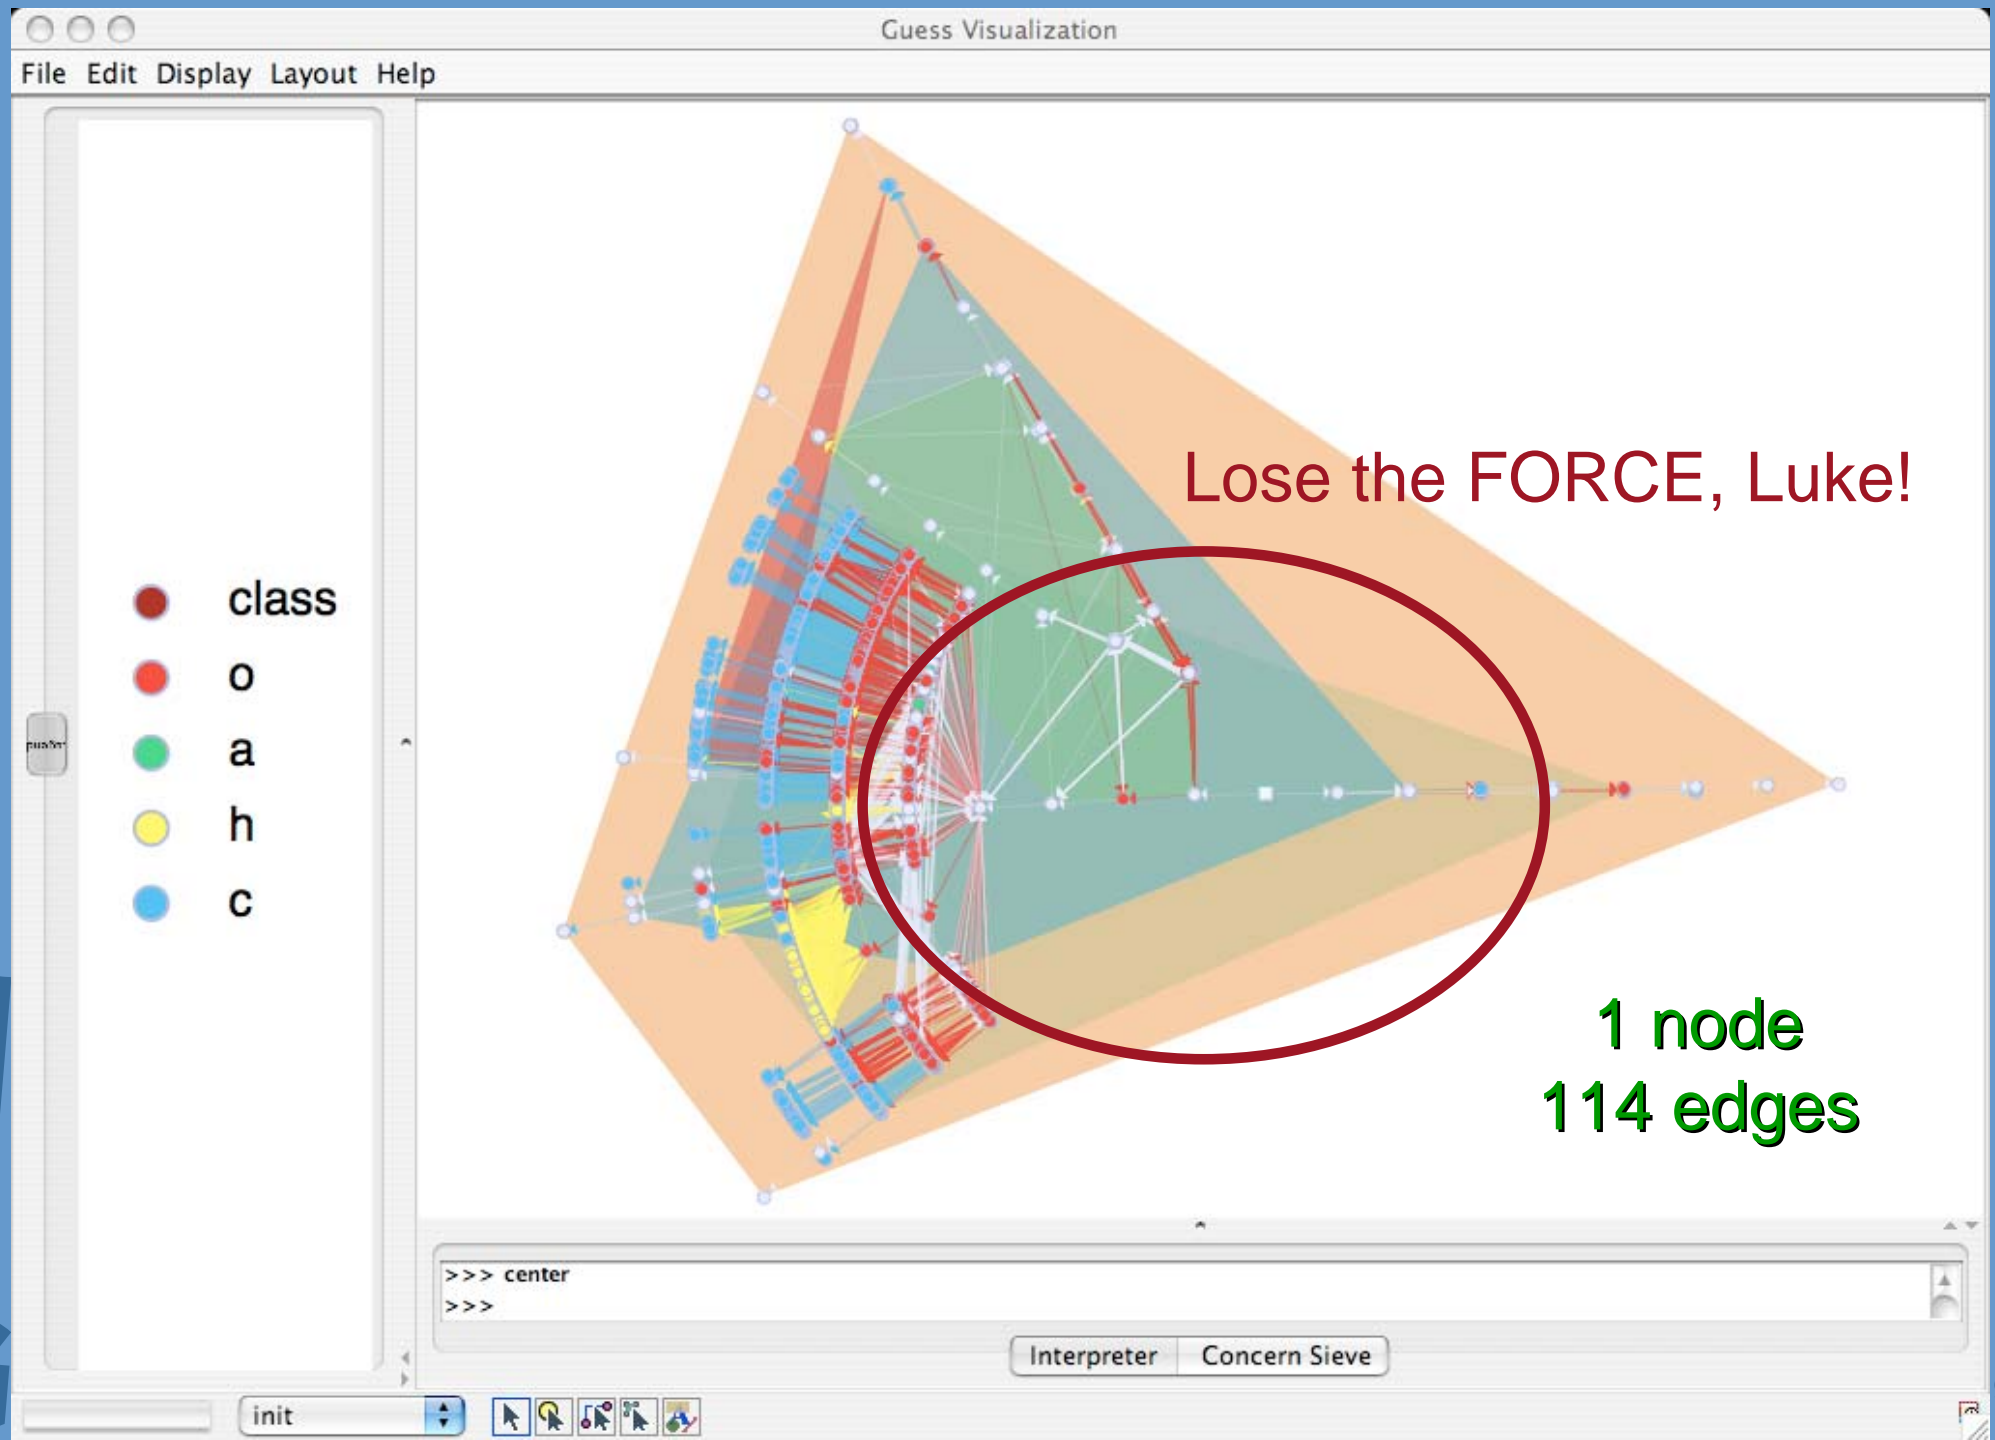 Guess Visualization
File Edit Display Layout Help
class
o
a
h
c
Lose the FORCE, Luke!
1 node
114 edges
>>> center
>>>
Interpreter Concern Sieve
init